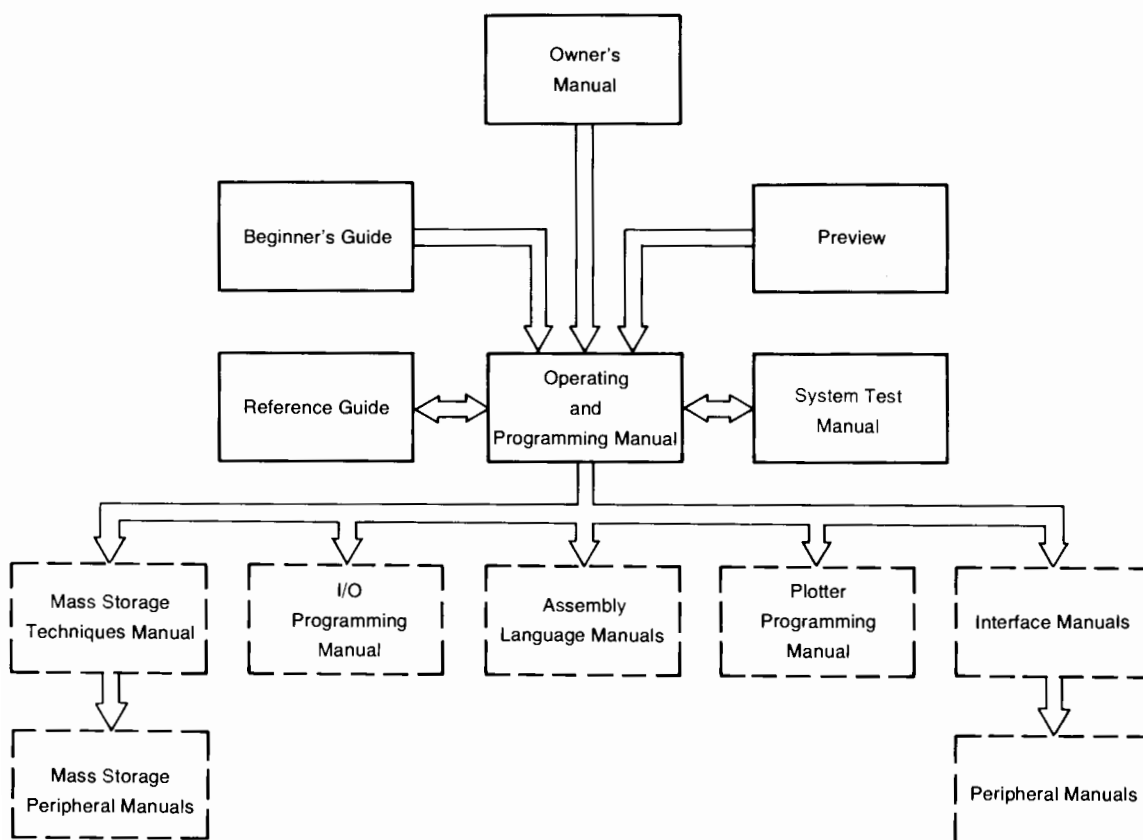 Owner's
Manual
Beginner's Guide
Preview
Reference Guide
Operating
and
Programming Manual
System Test
Manual
Mass Storage
Techniques Manual
I/O
Programming
Manual
Assembly
Language Manuals
Plotter
Programming
Manual
Interface Manuals
Mass Storage
Peripheral Manuals
Peripheral Manuals